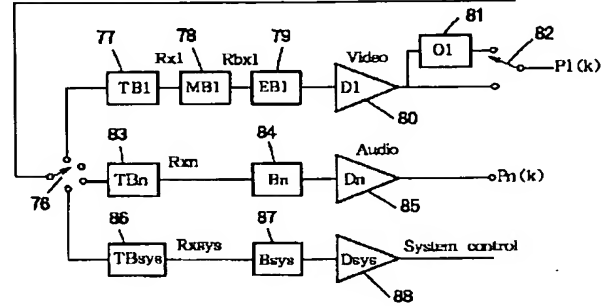 81
77 Rx1 78 Rbx1 79 Video O1 82
TB1 MB1 EB1 D1 P1(k)
80
83 84 Audio
Rxn
76 TBn Bn Dn Pn(k)
86 87 85
TBsys Rxsys Bsys Dsys System control
88